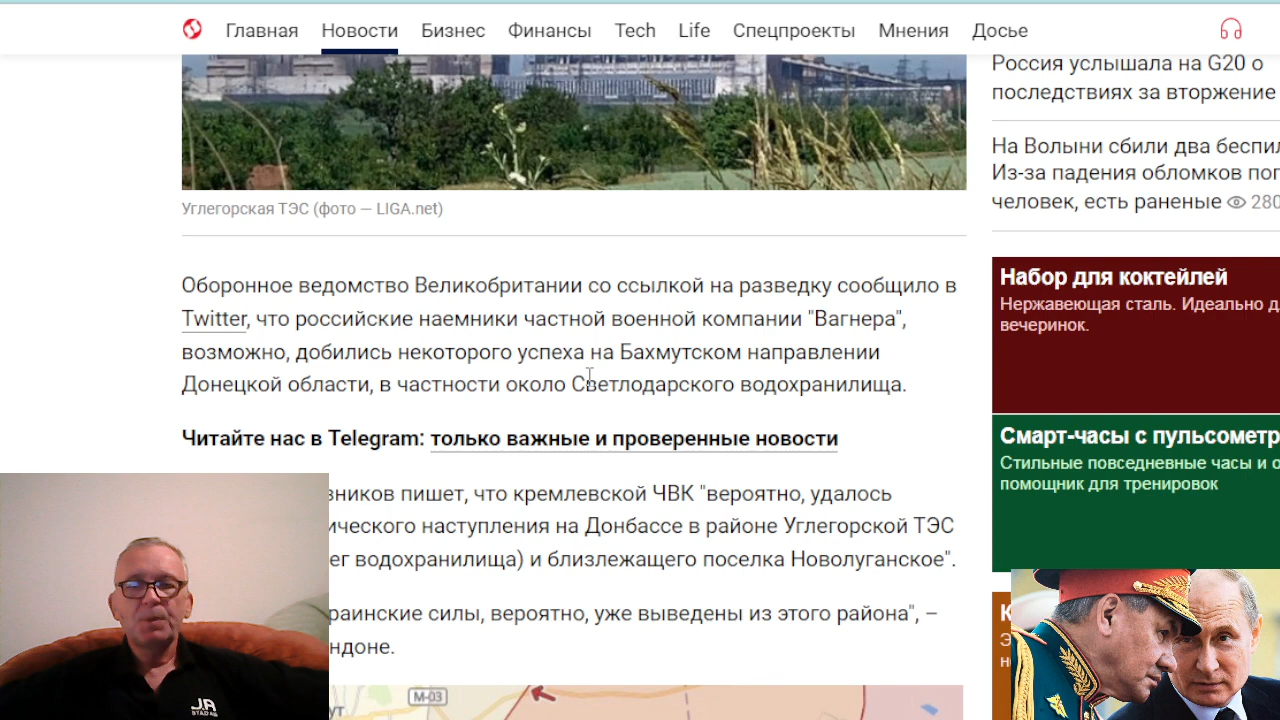 Главная Новости Бизнес Финансы Tech Life Спецпроекты Мнения Досье
Углегорская ТЭС (фото — LIGA.net)
Оборонное ведомство Великобритании со ссылкой на разведку сообщило в
Twitter, что российские наемники частной военной компании "Вагнера",
возможно, добились некоторого успеха на Бахмутском направлении
Донецкой области, в частности около Светлодарского водохранилища.
Читайте нас в Telegram: только важные и проверенные новости
зников пишет, что кремлевской ЧВК "вероятно, удалось
ического наступления на Донбассе в районе Углегорской ТЭС
ег водохранилища) и близлежащего поселка Новолуганское".
раинские силы, вероятно, уже выведены из этого района", –
ндоне.
М-03
ут
Россия услышала на G20 о
последствиях за вторжение
На Волыни сбили два беспил
Из-за падения обломков пог
человек, есть раненые 280
Набор для коктейлей
Нержавеющая сталь. Идеально д
вечеринок.
Смарт-часы с пульсометр
Стильные повседневные часы и о
помощник для тренировок
JA